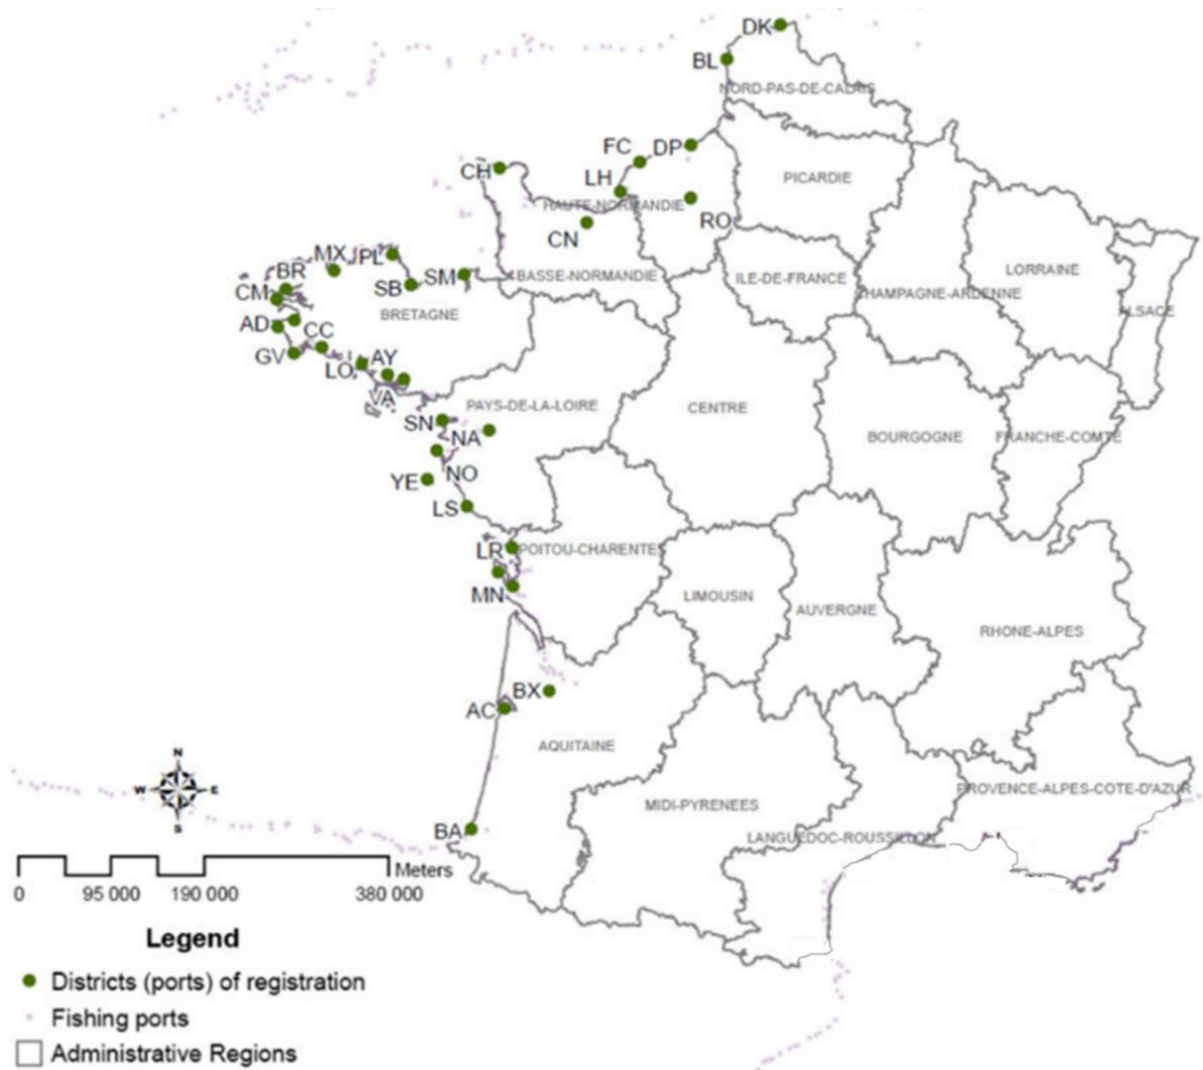 DK
BL
NORD-PAS-DE-CALAIS
FC
DP
CH
LH
PICARDIE
HAUTE-NORMANDIE
RO
CN
MX
PL
BR
SM
BASSE-NORMANDIE
ILE-DE-FRANCE
LORRAINE
CM
SB
CHAMPAGNE-ARDENNE
BRETAGNE
ALSACE
AD
CC
GV
LO
AY
VA
PAYS-DE-LA-LOIRE
CENTRE
SN
NA
BOURGOGNE
FRANCHE-COMTE
YE
NO
LS
LR
POITOU-CHARENTES
MN
LIMOUSIN
AUVERGNE
RHONE-ALPES
BX
AC
AQUITAINE
N
W
E
S
MIDI-PYRENEES
PROVENCE-ALPES-COTE-D'AZUR
BA
LANGUEDOC-ROUSSILLON
Meters
0 95 000 190 000 380 000
Legend
Districts (ports) of registration
Fishing ports
Administrative Regions